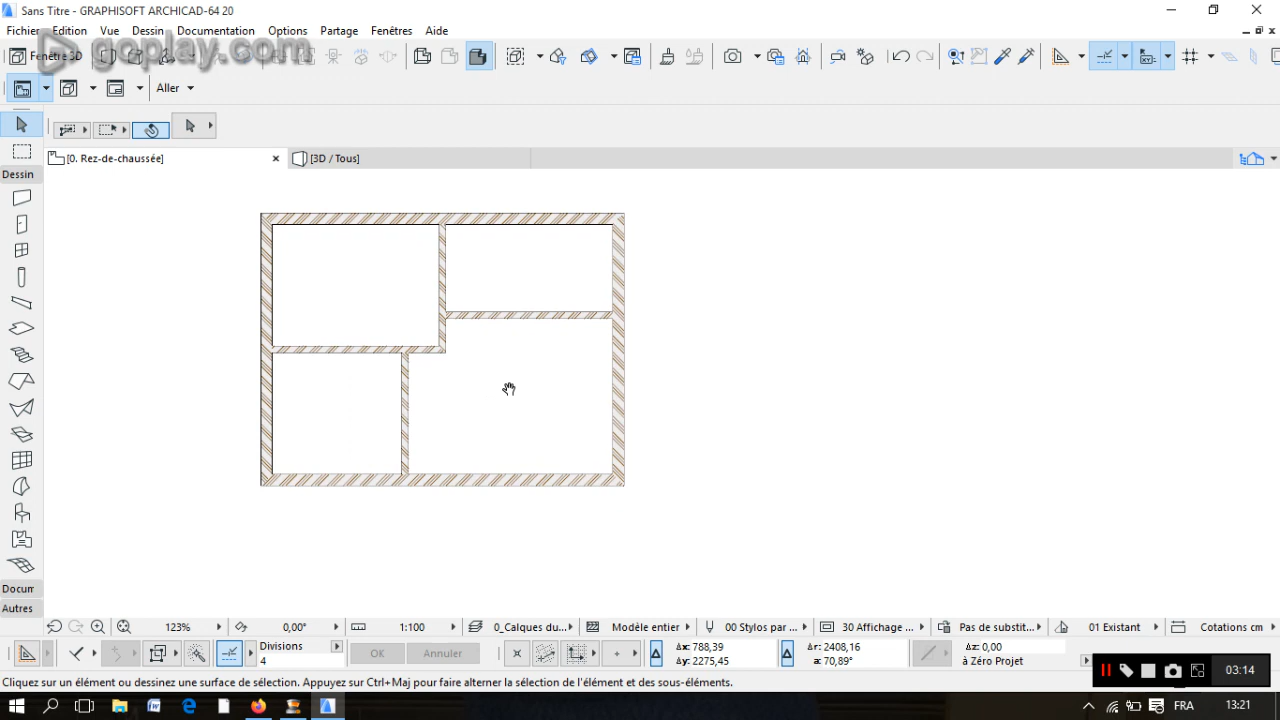 Sans Titre - GRAPHISOFT ARCHICAD-64 20
Fichier Edition Vue Dessin Documentation Options Partage Fenêtres Aide
Fenêtre 3D
goplay.com
Aller
[0. Rez-de-chaussée] [3D / Tous]
Dessin
Docum
Autres
123% 0,00° 1:100 0_Calques du... Modèle entier 00 Stylos par ... 30 Affichage ... Pas de substit... 01 Existant Cotations cm
Divisions
4
OK Annuler
Δx: 788,39
Δy: 2275,45
Δr: 2408,16
a: 70,89°
Δz: 0,00
à Zéro Projet
Cliquez sur un élément ou dessinez une surface de sélection. Appuyez sur Ctrl+Maj pour faire alterner la sélection de l'élément et des sous-éléments.
03:14
FRA 13:21